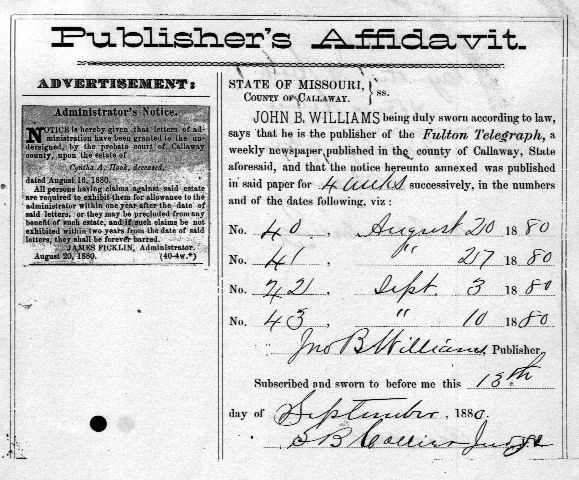 Publisher's Affidavit.
ADVERTISEMENT:
Administrator's Notice.
NOTICE is hereby given that letters of ad-
ministration have been granted to the un-
dersigned, by the probate court of Callaway
county, upon the estate of
Cyntha A. Hook, deceased,
dated August 16, 1880.
All persons having claims against said estate
are required to exhibit them for allowance to the
administrator within one year after the date of
said letters, or they may be precluded from any
benefit of such estate, and if such claims be not
exhibited within two years from the date of said
letters, they shall be forever barred.
JAMES FICKLIN, Administrator.
August 20, 1880. (40-4w.*)
STATE OF MISSOURI, } ss.
COUNTY OF CALLAWAY.
JOHN B. WILLIAMS being duly sworn according to law,
says that he is the publisher of the Fulton Telegraph, a
weekly newspaper published in the county of Callaway, State
aforesaid, and that the notice hereunto annexed was published
in said paper for 4 weeks successively, in the numbers
and of the dates following, viz:
No. 40, August 20 1880
No. 41, " 27 1880
No. 42, Sept. 3 1880
No. 43, " 10 1880
Jno B Williams, Publisher
Subscribed and sworn to before me this 13th
day of September, 1880.
S B Collier Judge